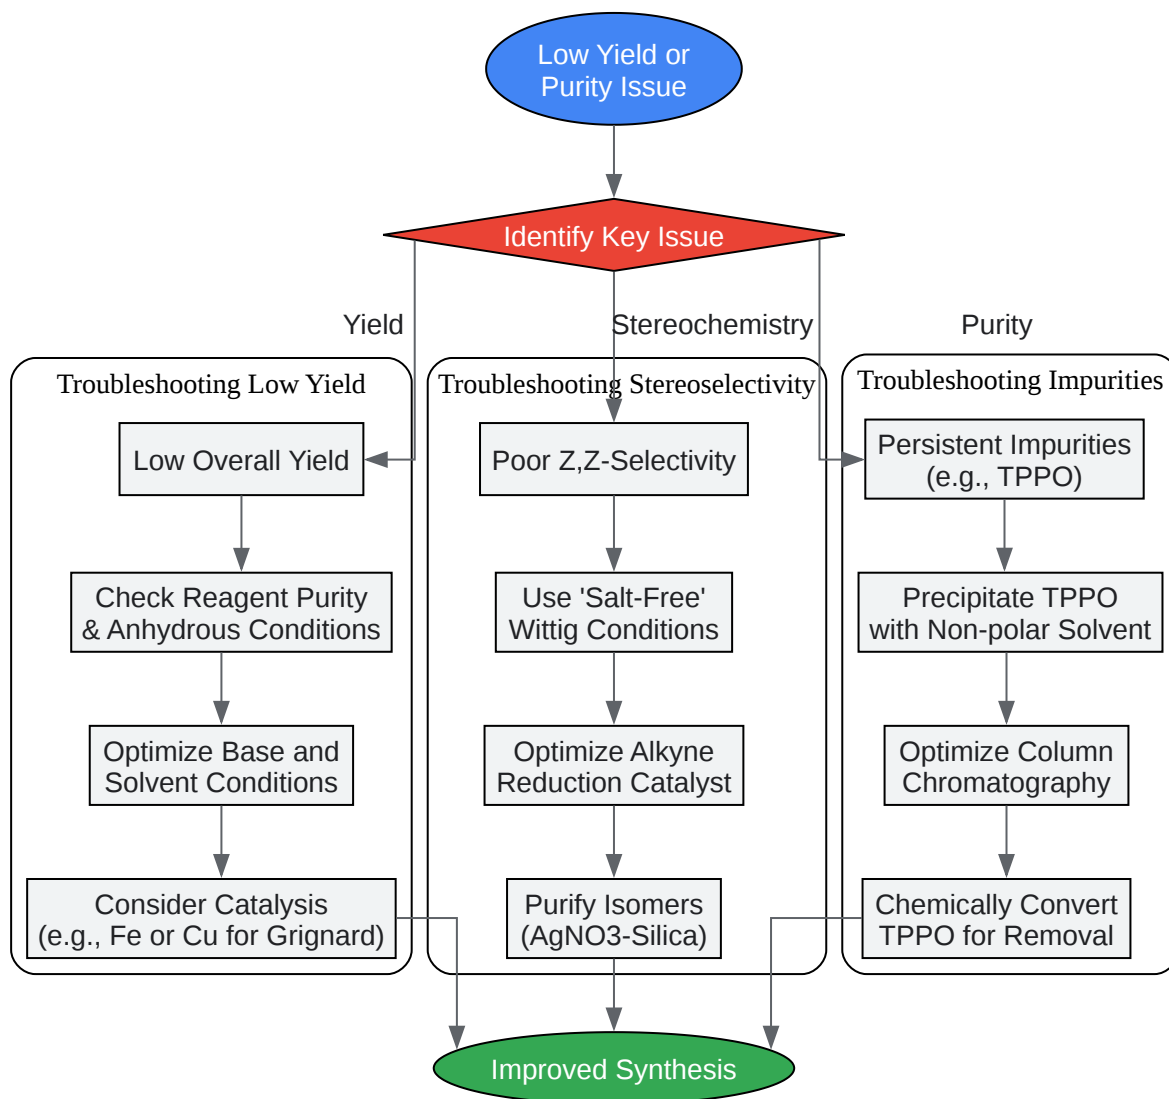 Low Yield or
Purity Issue
Identify Key Issue
Yield
Stereochemistry
Purity
Troubleshooting Low Yield
Low Overall Yield
Check Reagent Purity
& Anhydrous Conditions
Optimize Base and
Solvent Conditions
Consider Catalysis
(e.g., Fe or Cu for Grignard)
Troubleshooting Stereoselectivity
Poor Z,Z-Selectivity
Use 'Salt-Free'
Wittig Conditions
Optimize Alkyne
Reduction Catalyst
Purify Isomers
(AgNO3-Silica)
Troubleshooting Impurities
Persistent Impurities
(e.g., TPPO)
Precipitate TPPO
with Non-polar Solvent
Optimize Column
Chromatography
Chemically Convert
TPPO for Removal
Improved Synthesis